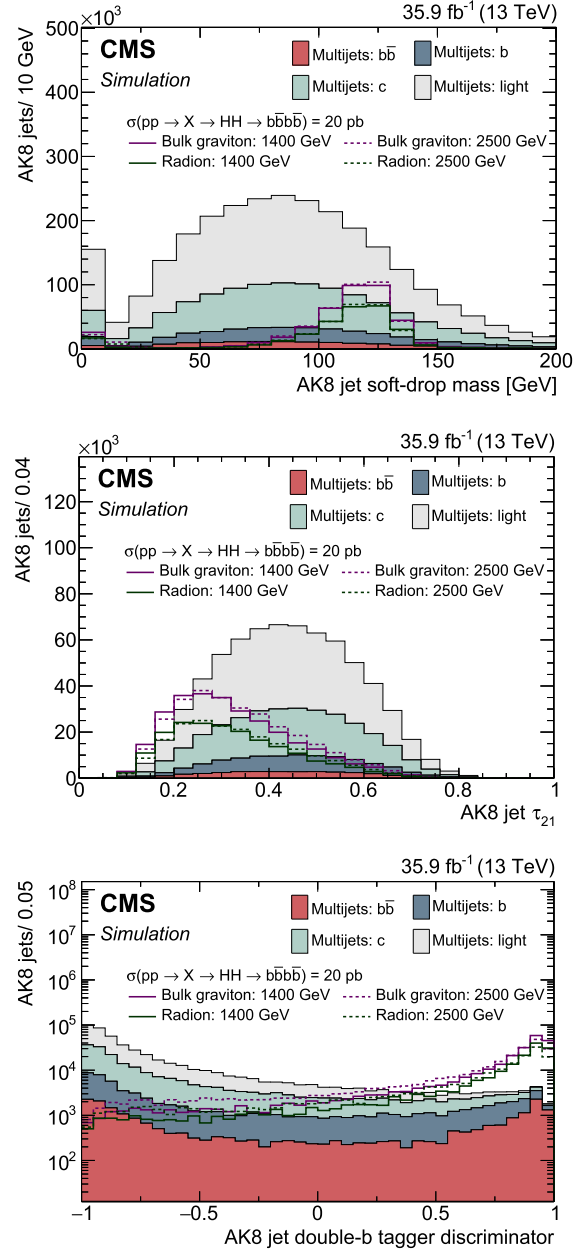 ×10³ 35.9 fb⁻¹ (13 TeV)
AK8 jets/ 10 GeV
500
400
300
200
100
0
CMS
Simulation
Multijets: bb̅
Multijets: b
Multijets: c
Multijets: light
σ(pp → X → HH → bb̅bb̅) = 20 pb
Bulk graviton: 1400 GeV
Bulk graviton: 2500 GeV
Radion: 1400 GeV
Radion: 2500 GeV
0 50 100 150 200
AK8 jet soft-drop mass [GeV]
×10³ 35.9 fb⁻¹ (13 TeV)
AK8 jets/ 0.04
140
120
100
80
60
40
20
0
CMS
Simulation
Multijets: bb̅
Multijets: b
Multijets: c
Multijets: light
σ(pp → X → HH → bb̅bb̅) = 20 pb
Bulk graviton: 1400 GeV
Bulk graviton: 2500 GeV
Radion: 1400 GeV
Radion: 2500 GeV
0 0.2 0.4 0.6 0.8 1
AK8 jet τ₂₁
35.9 fb⁻¹ (13 TeV)
AK8 jets/ 0.05
10⁸
10⁷
10⁶
10⁵
10⁴
10³
10²
CMS
Simulation
Multijets: bb̅
Multijets: b
Multijets: c
Multijets: light
σ(pp → X → HH → bb̅bb̅) = 20 pb
Bulk graviton: 1400 GeV
Bulk graviton: 2500 GeV
Radion: 1400 GeV
Radion: 2500 GeV
−1 −0.5 0 0.5 1
AK8 jet double-b tagger discriminator